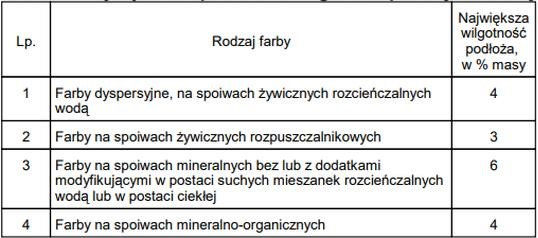 Lp.
Rodzaj farby
Największa
wilgotność
podłoża,
w % masy
1
Farby dyspersyjne, na spoiwach żywicznych rozcieńczalnych
wodą
4
2
Farby na spoiwach żywicznych rozpuszczalnikowych
3
3
Farby na spoiwach mineralnych bez lub z dodatkami
modyfikującymi w postaci suchych mieszanek rozcieńczalnych
wodą lub w postaci ciekłej
6
4
Farby na spoiwach mineralno-organicznych
4